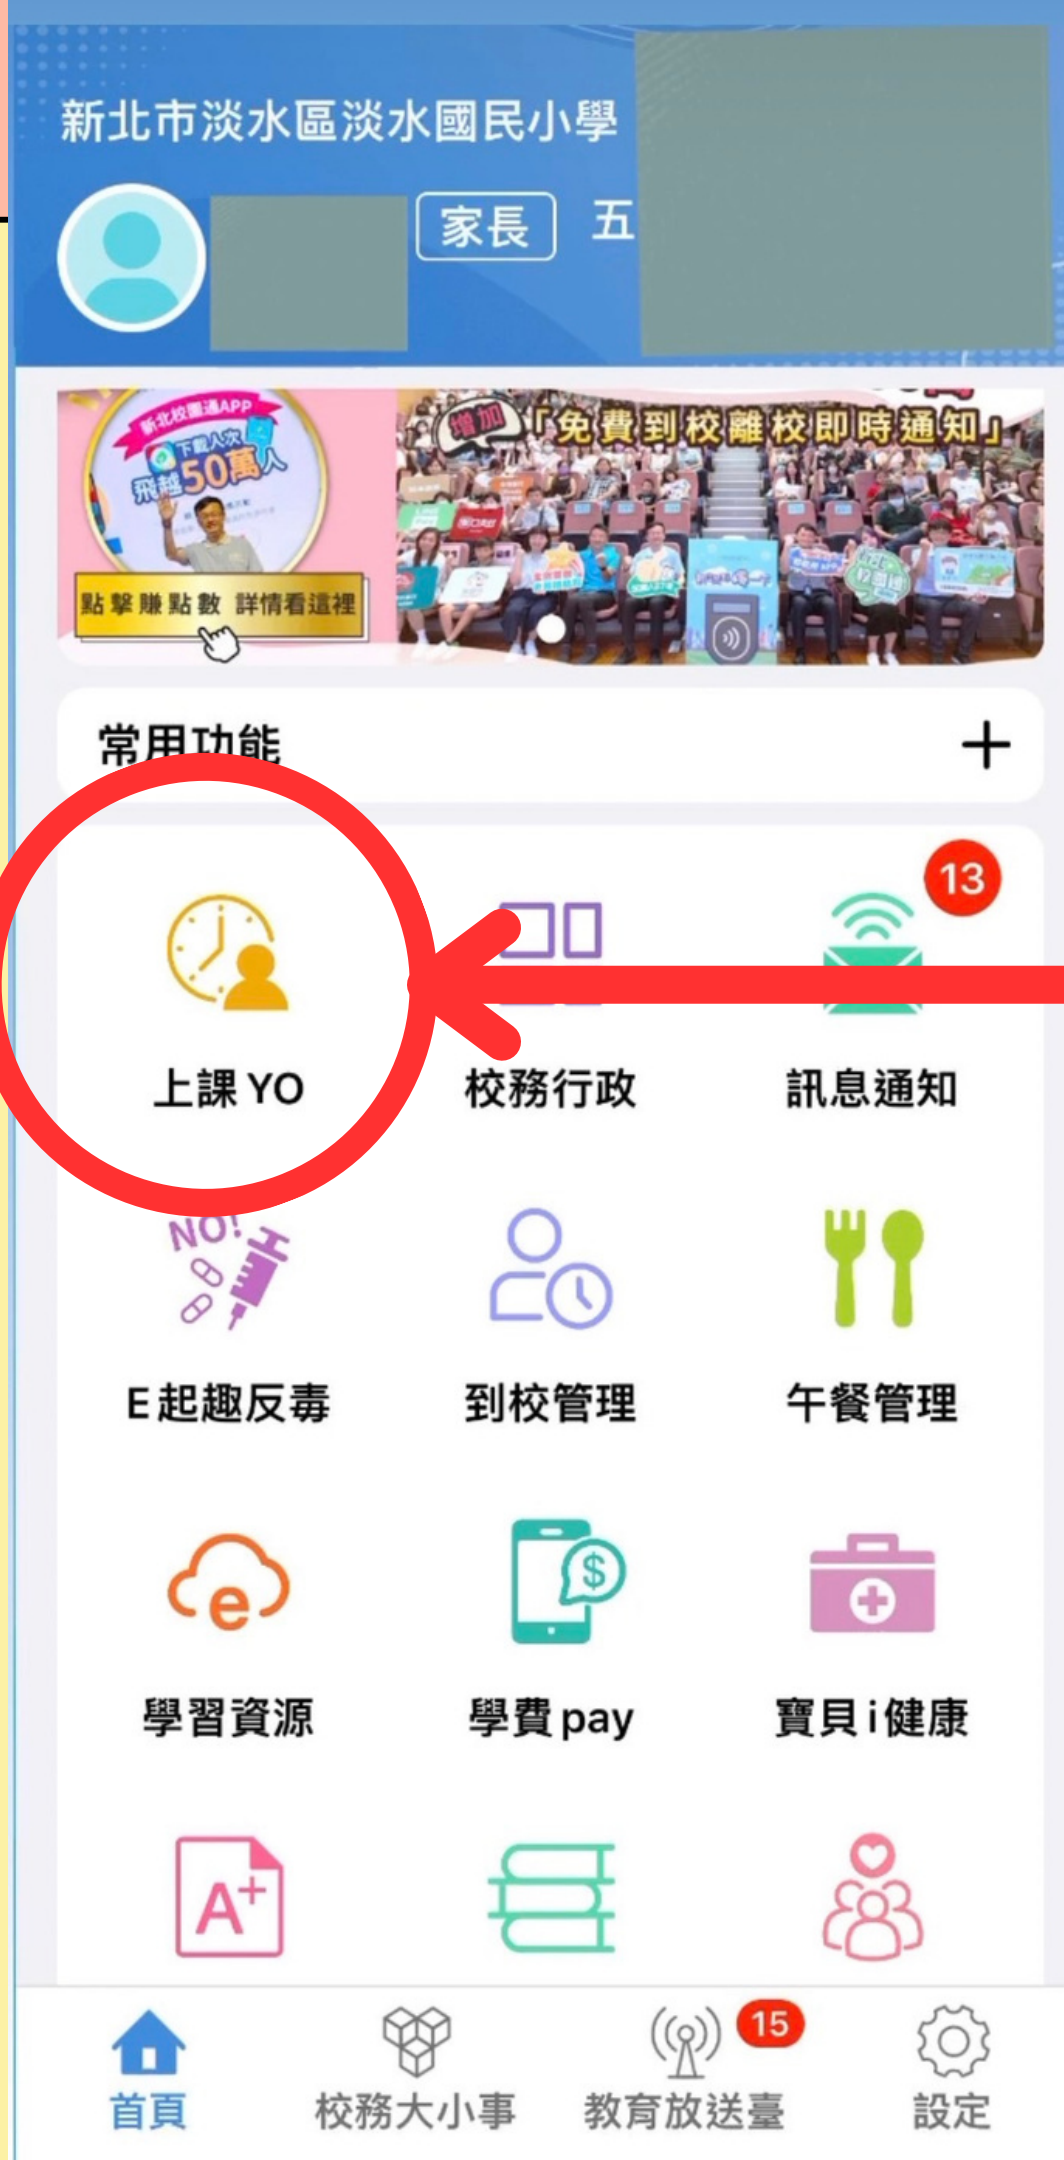 新北市淡水區淡水國民小學
家長 五
新北校園通APP
下載人次
飛越50萬人
點擊賺點數 詳情看這裡
增加
「免費到校離校即時通知」
常用功能
13
上課 YO
校務行政
訊息通知
NO!
E起趣反毒
到校管理
午餐管理
e
$
學習資源
學費pay
寶貝i健康
A+
15
首頁
校務大小事
教育放送臺
設定